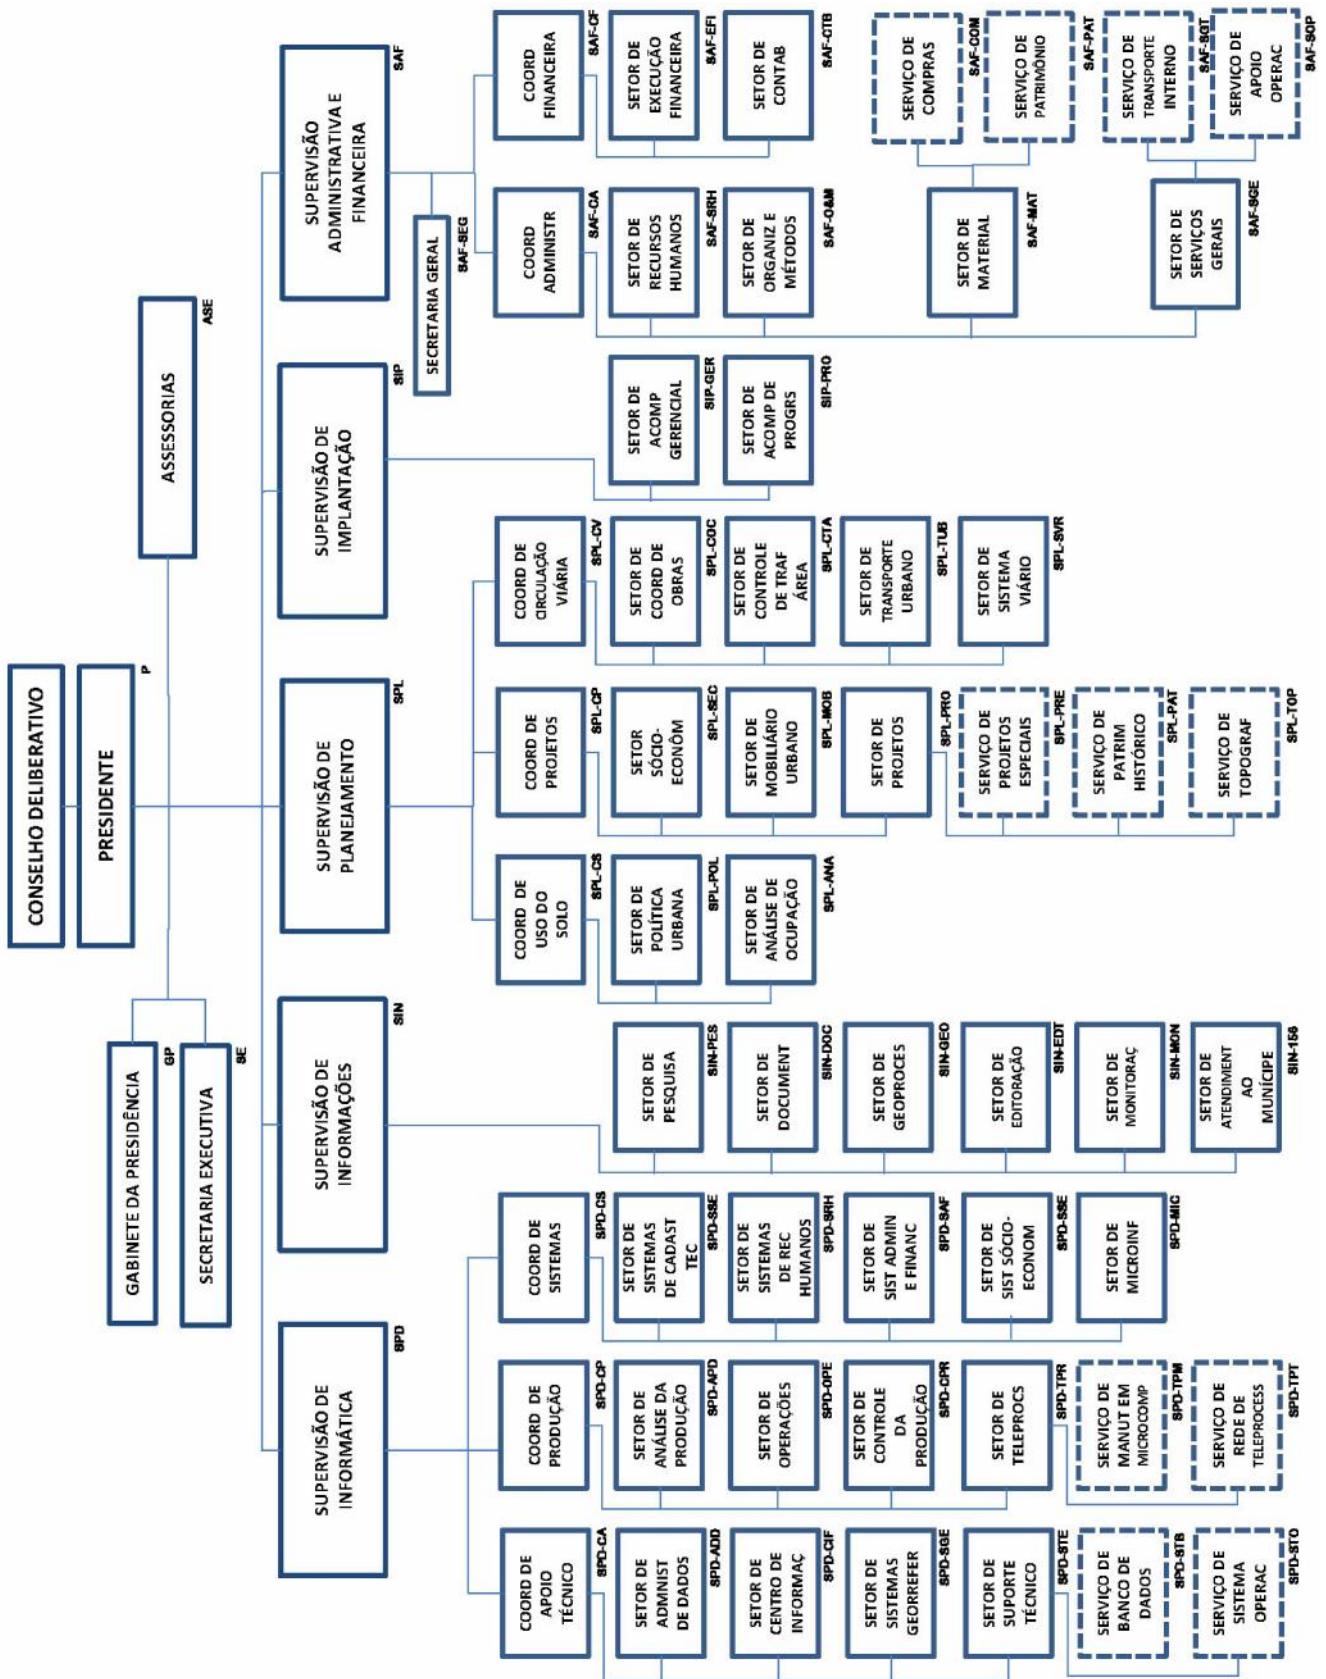 CONSELHO DELIBERATIVO
PRESIDENTE
P
GABINETE DA PRESIDÊNCIA
GP
SECRETARIA EXECUTIVA
SE
ASSESSORIAS
ASE
SUPERVISÃO DE
INFORMÁTICA
SPD
SUPERVISÃO DE
INFORMAÇÕES
SIN
SUPERVISÃO DE
PLANEJAMENTO
SPL
SUPERVISÃO DE
IMPLANTAÇÃO
SIP
SUPERVISÃO
ADMINISTRATIVA E
FINANCEIRA
SAF
SECRETARIA GERAL
SAF-SEG
COORD DE
APOIO
TÉCNICO
SPD-CA
SETOR DE
ADMINIST
DE DADOS
SPD-ADD
SETOR DE
CENTRO DE
INFORMAÇ
SPD-CIF
SETOR DE
SISTEMAS
GEORREFER
SPD-SGE
SETOR DE
SUPORTE
TÉCNICO
SPD-STE
SERVIÇO DE
BANCO DE
DADOS
SPD-STB
SERVIÇO DE
SISTEMA
OPERAC
SPD-STO
COORD DE
PRODUÇÃO
SPD-CP
SETOR DE
ANÁLISE DA
PRODUÇÃO
SPD-APD
SETOR DE
OPERAÇÕES
SPD-OPE
SETOR DE
CONTROLE
DA
PRODUÇÃO
SPD-CPR
SETOR DE
TELEPROCS
SPD-TPR
SERVIÇO DE
MANUT EM
MICROCOMP
SPD-TPM
SERVIÇO DE
REDE DE
TELEPROCESS
SPD-TPT
COORD DE
SISTEMAS
SPD-CS
SETOR DE
SISTEMAS
DE CADAST
TEC
SPD-SSE
SETOR DE
SISTEMAS
DE REC
HUMANOS
SPD-SRH
SETOR DE
SIST ADMIN
E FINANC
SPD-SAF
SETOR DE
SIST SÓCIO-
ECONOM
SPD-SSE
SETOR DE
MICROINF
SPD-MIC
SETOR DE
PESQUISA
SIN-PES
SETOR DE
DOCUMENT
SIN-DOC
SETOR DE
GEOPROCES
SIN-GEO
SETOR DE
EDITORAÇÃO
SIN-EDT
SETOR DE
MONITORAÇ
SIN-MON
SETOR DE
ATENDIMENT
AO
MUNÍCIPE
SIN-156
COORD DE
USO DO
SOLO
SPL-CS
SETOR DE
POLÍTICA
URBANA
SPL-POL
SETOR DE
ANÁLISE DE
OCUPAÇÃO
SPL-ANA
COORD DE
PROJETOS
SPL-CP
SETOR
SÓCIO-
ECONÔM
SPL-SEC
SETOR DE
MOBILIÁRIO
URBANO
SPL-MOB
SETOR DE
PROJETOS
SPL-PRO
SERVIÇO DE
PROJETOS
ESPECIAIS
SPL-PRE
SERVIÇO DE
PATRIM
HISTÓRICO
SPL-PAT
SERVIÇO DE
TOPOGRAF
SPL-TOP
COORD DE
CIRCULAÇÃO
VIÁRIA
SPL-CV
SETOR DE
COORD DE
OBRAS
SPL-COC
SETOR DE
CONTROLE
DE TRAF
ÁREA
SPL-CTA
SETOR DE
TRANSPORTE
URBANO
SPL-TUB
SETOR DE
SISTEMA
VIÁRIO
SPL-SVR
SETOR DE
ACOMP
GERENCIAL
SIP-GER
SETOR DE
ACOMP DE
PROGRS
SIP-PRO
COORD
ADMINISTR
SAF-CA
SETOR DE
RECURSOS
HUMANOS
SAF-SRH
SETOR DE
ORGANIZ E
MÉTODOS
SAF-O&M
SETOR DE
MATERIAL
SAF-MAT
SETOR DE
SERVIÇOS
GERAIS
SAF-SGE
COORD
FINANCEIRA
SAF-CF
SETOR DE
EXECUÇÃO
FINANCEIRA
SAF-EFI
SETOR DE
CONTAB
SAF-CTB
SERVIÇO DE
COMPRAS
SAF-COM
SERVIÇO DE
PATRIMÔNIO
SAF-PAT
SERVIÇO DE
TRANSPORTE
INTERNO
SAF-SGT
SERVIÇO DE
APOIO
OPERAC
SAF-SOP